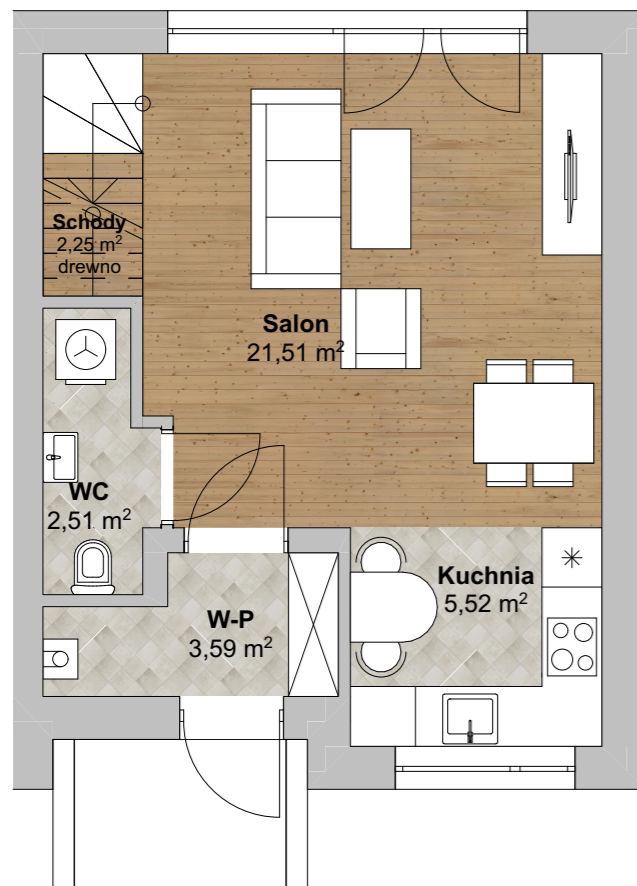 Schody
2,25 m²
drewno
Salon
21,51 m²
WC
2,51 m²
Kuchnia
5,52 m²
W-P
3,59 m²